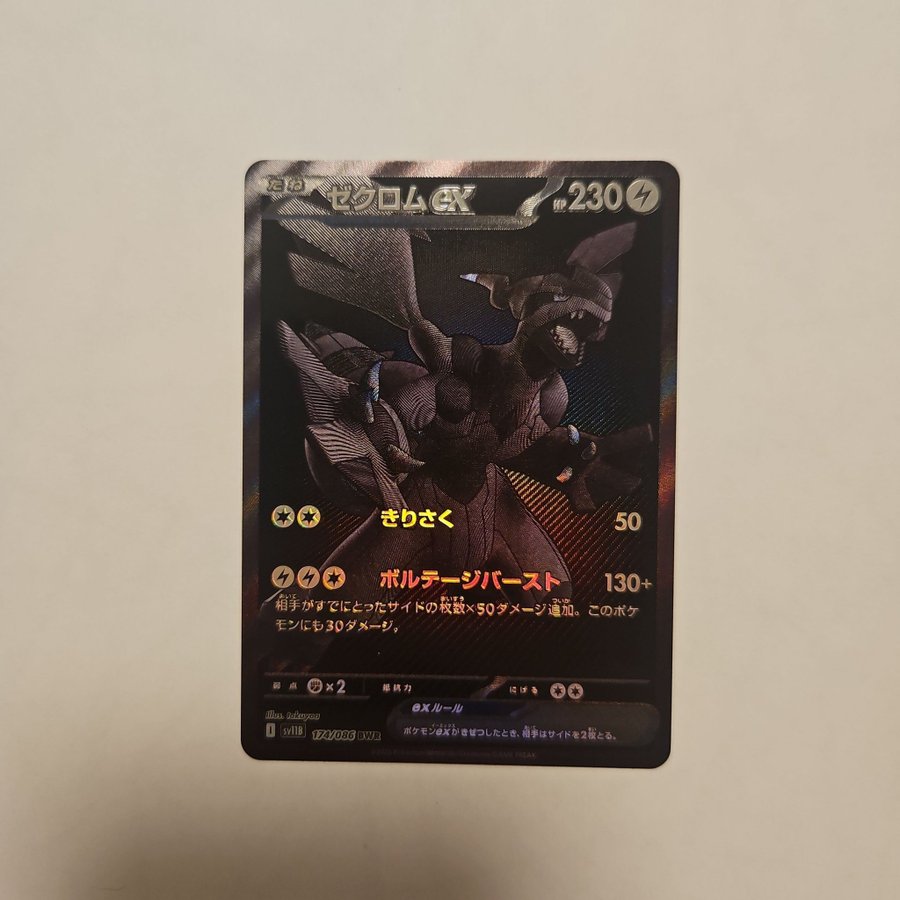 たね ゼクロムex HP 230
きりさく 50
ボルテージバースト 130+
相手がすでにとったサイドの枚数×50ダメージ追加。このポケ
モンにも30ダメージ。
弱点 ×2 抵抗力 にげる
exルール
ポケモンexがきぜつしたとき、相手はサイドを2枚とる。
illus. takuyoa
I sv11B 174/086 BWR